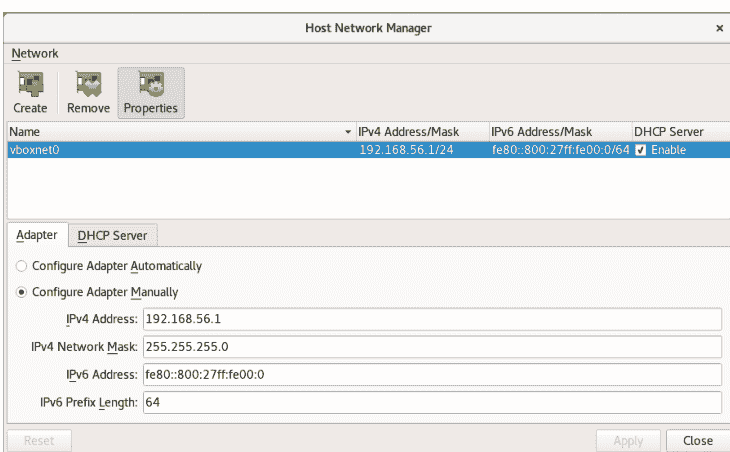 Host Network Manager ×
Network
Create Remove Properties
Name IPv4 Address/Mask IPv6 Address/Mask DHCP Server
vboxnet0 192.168.56.1/24 fe80::800:27ff:fe00:0/64 Enable
Adapter DHCP Server
Configure Adapter Automatically
Configure Adapter Manually
IPv4 Address: 192.168.56.1
IPv4 Network Mask: 255.255.255.0
IPv6 Address: fe80::800:27ff:fe00:0
IPv6 Prefix Length: 64
Reset Apply Close